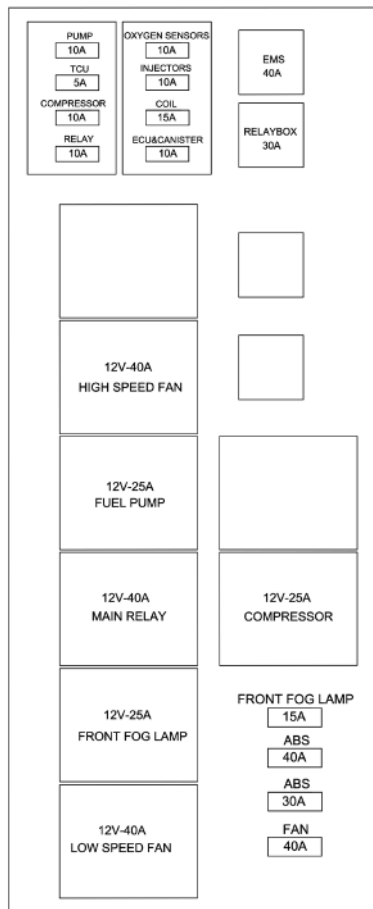 PUMP
10A
TCU
5A
COMPRESSOR
10A
RELAY
10A
OXYGEN SENSORS
10A
INJECTORS
10A
COIL
15A
ECU&CANISTER
10A
EMS
40A
RELAYBOX
30A
12V-40A
HIGH SPEED FAN
12V-25A
FUEL PUMP
12V-40A
MAIN RELAY
12V-25A
FRONT FOG LAMP
12V-40A
LOW SPEED FAN
12V-25A
COMPRESSOR
FRONT FOG LAMP
15A
ABS
40A
ABS
30A
FAN
40A